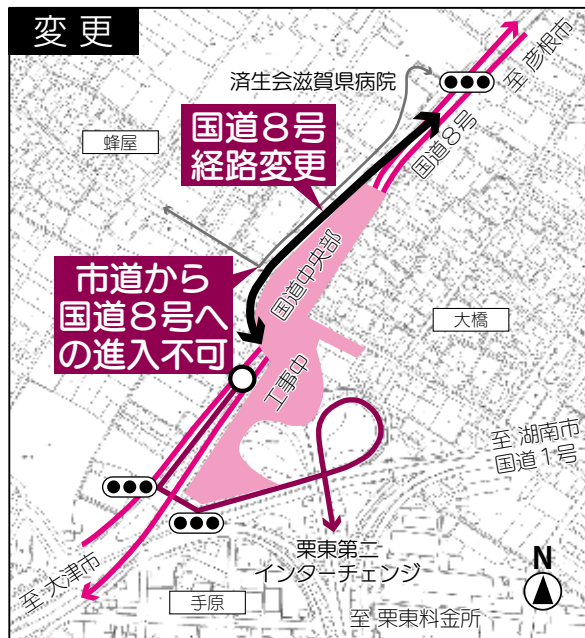 変更
至 彦根市
済生会滋賀県病院
国道8号
国道8号
経路変更
蜂屋
市道から
国道8号へ
の進入不可
国道中央部
工事中
大橋
至 湖南市
国道1号
栗東第二
インターチェンジ
至 大津市
手原
至 栗東料金所
N